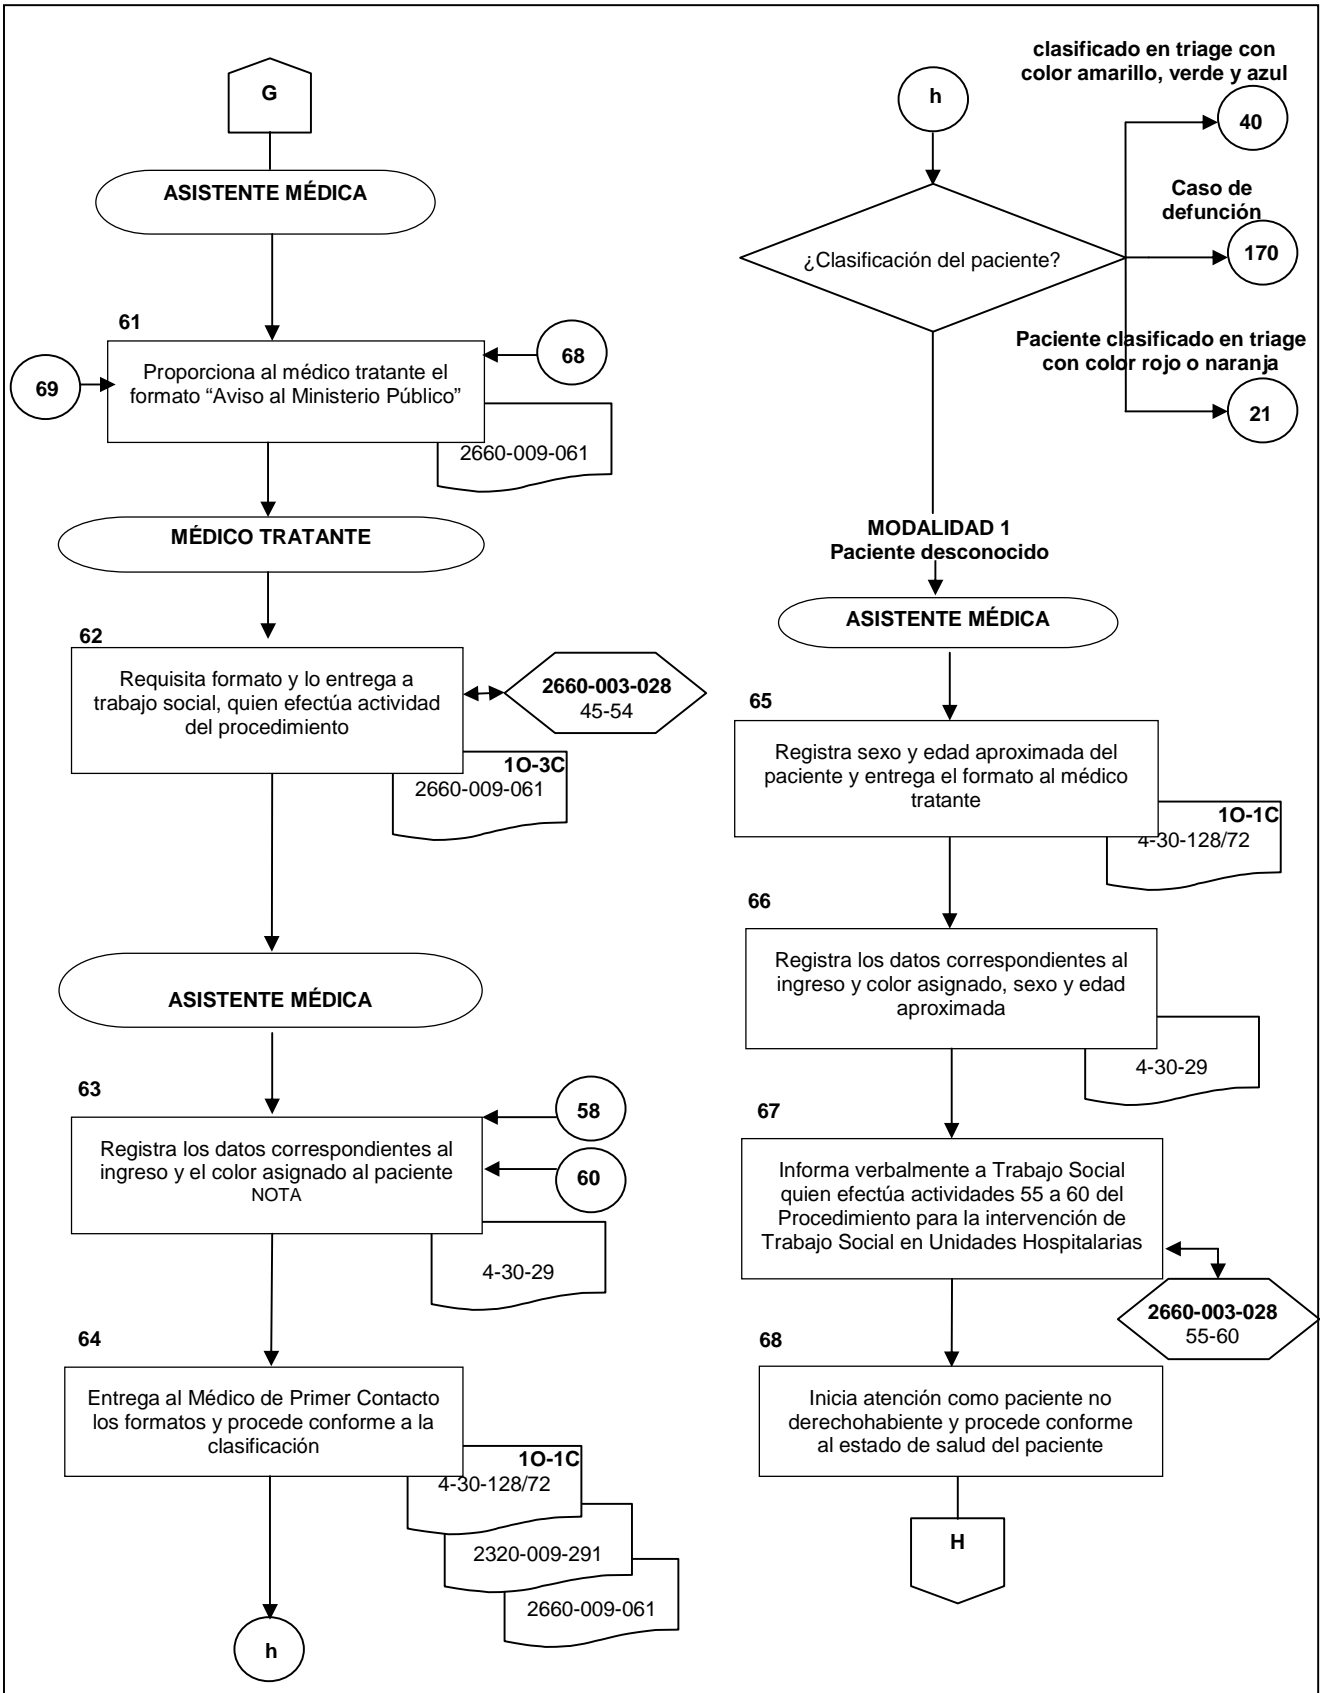 G
ASISTENTE MÉDICA
61
68
69
Proporciona al médico tratante el
formato “Aviso al Ministerio Público”
2660-009-061
MÉDICO TRATANTE
62
Requisita formato y lo entrega a
trabajo social, quien efectúa actividad
del procedimiento
2660-003-028
45-54
1O-3C
2660-009-061
ASISTENTE MÉDICA
63
58
Registra los datos correspondientes al
ingreso y el color asignado al paciente
NOTA
60
4-30-29
64
Entrega al Médico de Primer Contacto
los formatos y procede conforme a la
clasificación
1O-1C
4-30-128/72
2320-009-291
2660-009-061
h
h
clasificado en triage con
color amarillo, verde y azul
40
Caso de
defunción
170
¿Clasificación del paciente?
Paciente clasificado en triage
con color rojo o naranja
21
MODALIDAD 1
Paciente desconocido
ASISTENTE MÉDICA
65
Registra sexo y edad aproximada del
paciente y entrega el formato al médico
tratante
1O-1C
4-30-128/72
66
Registra los datos correspondientes al
ingreso y color asignado, sexo y edad
aproximada
4-30-29
67
Informa verbalmente a Trabajo Social
quien efectúa actividades 55 a 60 del
Procedimiento para la intervención de
Trabajo Social en Unidades Hospitalarias
2660-003-028
55-60
68
Inicia atención como paciente no
derechohabiente y procede conforme
al estado de salud del paciente
H